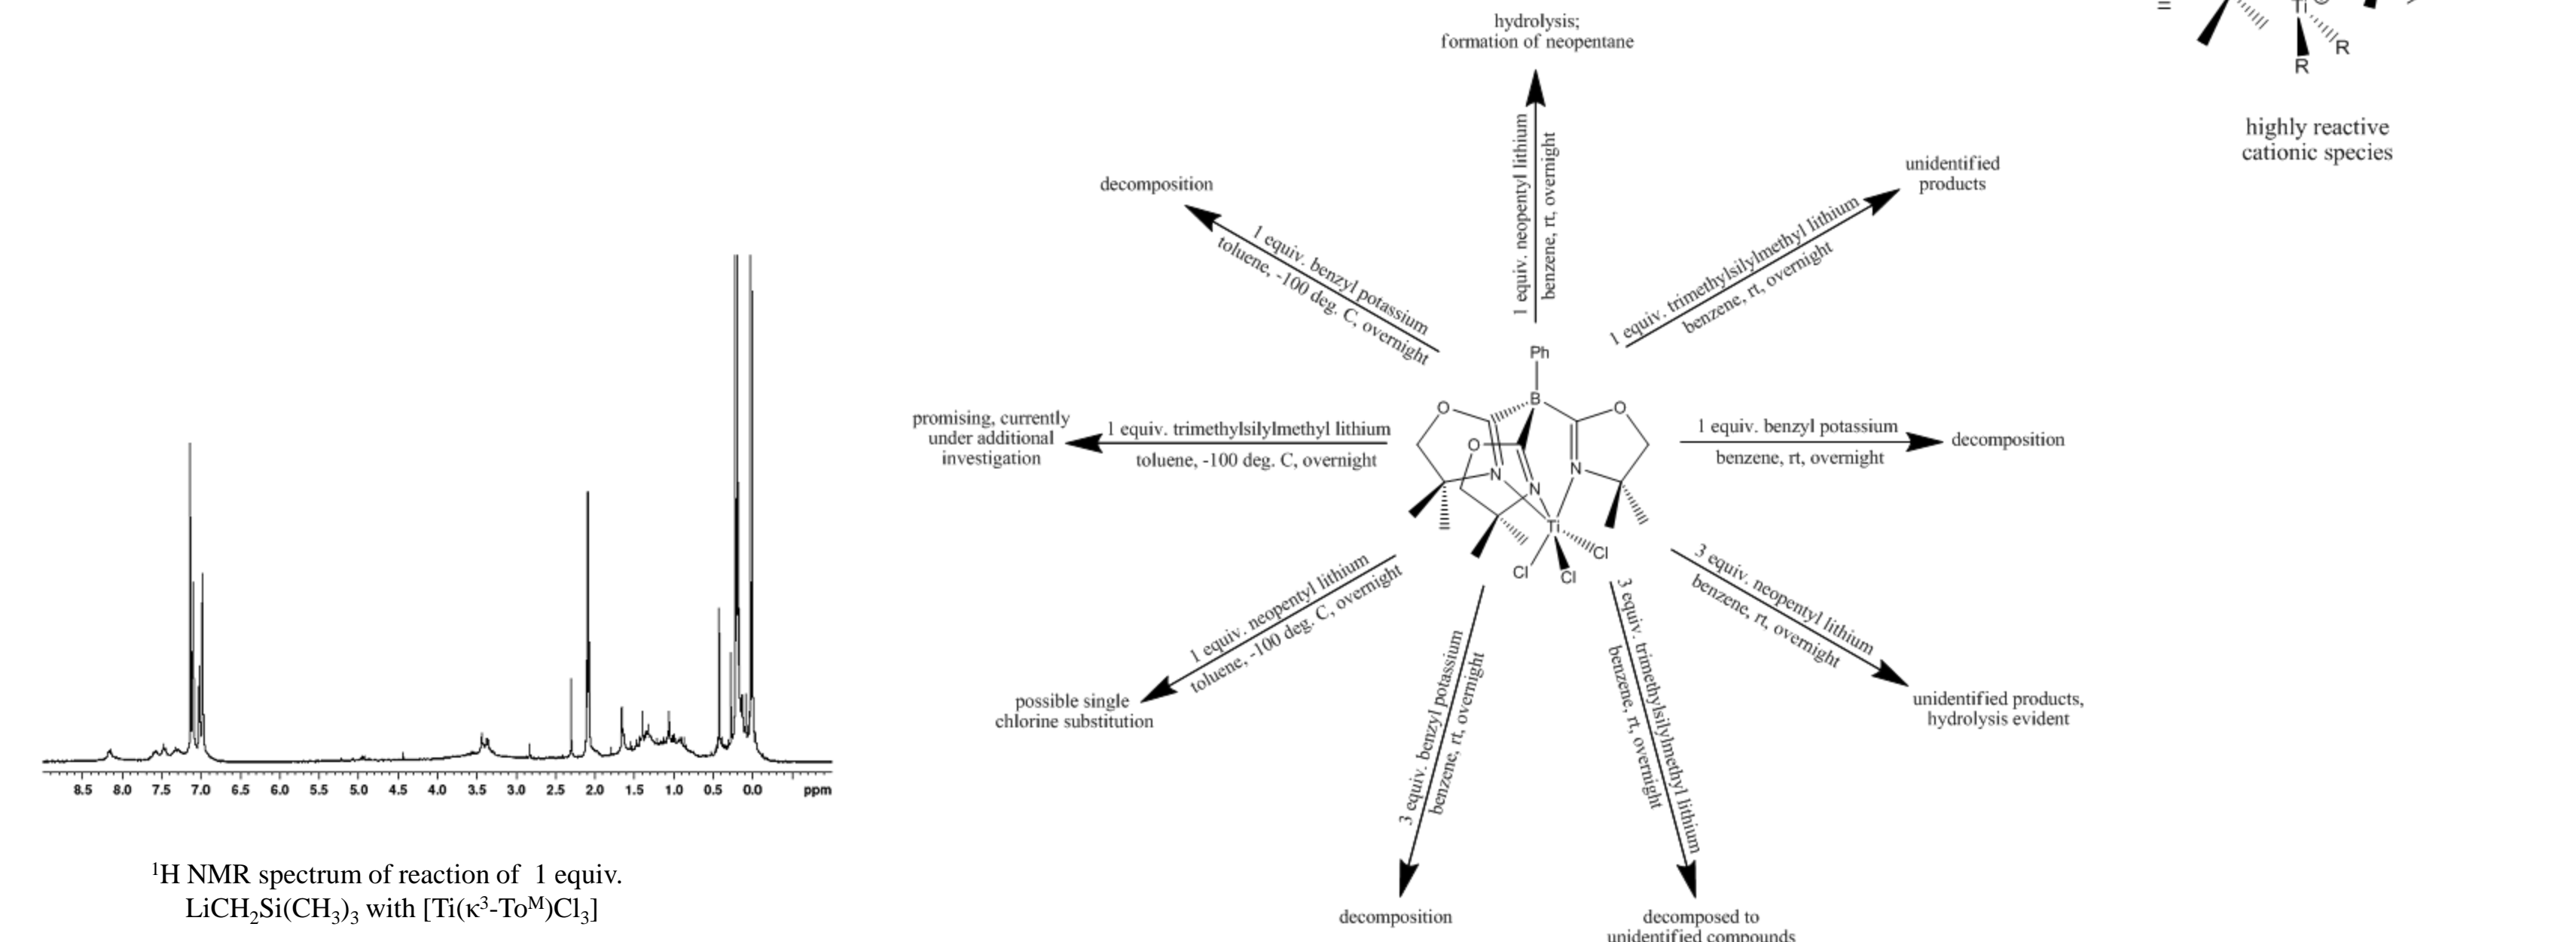 hydrolysis;
formation of neopentane
1 equiv. neopentyl lithium
benzene, rt, overnight
Ti
R
R
highly reactive
cationic species
decomposition
1 equiv. benzyl potassium
toluene, -100 deg. C, overnight
unidentified
products
1 equiv. trimethylsilylmethyl lithium
benzene, rt, overnight
promising, currently
under additional
investigation
1 equiv. trimethylsilylmethyl lithium
toluene, -100 deg. C, overnight
Ph
B
O
O
O
N
N
N
Ti
Cl
Cl
Cl
1 equiv. benzyl potassium
benzene, rt, overnight
decomposition
1 equiv. neopentyl lithium
toluene, -100 deg. C, overnight
possible single
chlorine substitution
3 equiv. benzyl potassium
benzene, rt, overnight
decomposition
3 equiv. trimethylsilylmethyl lithium
benzene, rt, overnight
decomposed to
unidentified compounds
3 equiv. neopentyl lithium
benzene, rt, overnight
unidentified products,
hydrolysis evident
8.5 8.0 7.5 7.0 6.5 6.0 5.5 5.0 4.5 4.0 3.5 3.0 2.5 2.0 1.5 1.0 0.5 0.0 ppm
¹H NMR spectrum of reaction of 1 equiv.
LiCH₂Si(CH₃)₃ with [Ti(κ³-Toᴹ)Cl₃]